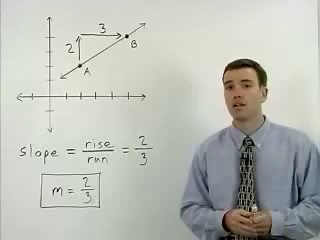 3
2
B
A
slope = rise/run = 2/3
m = 2/3